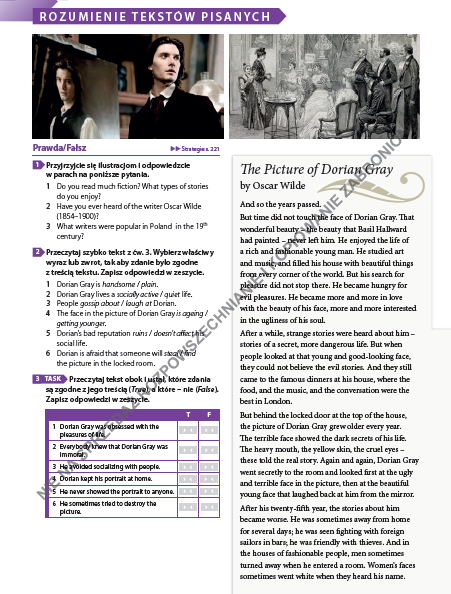 ROZUMIENIE TEKSTÓW PISANYCH
Prawda/Fałsz
Strategie s. 221
1 Przyjrzyjcie się ilustracjom i odpowiedzcie
w parach na poniższe pytania.
1 Do you read much fiction? What types of stories
do you enjoy?
2 Have you ever heard of the writer Oscar Wilde
(1854–1900)?
3 What writers were popular in Poland in the 19th
century?
2 Przeczytaj szybko tekst z ćw. 3. Wybierz właściwy
wyraz lub zwrot, tak aby zdanie było zgodne
z treścią tekstu. Zapisz odpowiedzi w zeszycie.
1 Dorian Gray is handsome / plain.
2 Dorian Gray lives a socially active / quiet life.
3 People gossip about / laugh at Dorian.
4 The face in the picture of Dorian Gray is ageing /
getting younger.
5 Dorian's bad reputation ruins / doesn't affect his
social life.
6 Dorian is afraid that someone will steal / find
the picture in the locked room.
3 TASK Przeczytaj tekst obok i ustal, które zdania
są zgodne z jego treścią (True), a które – nie (False).
Zapisz odpowiedzi w zeszycie.
T F
1 Dorian Gray was obsessed with the
pleasures of life.
2 Everybody knew that Dorian Gray was
immoral.
3 He avoided socializing with people.
4 Dorian kept his portrait at home.
5 He never showed the portrait to anyone.
6 He sometimes tried to destroy the
picture.
The Picture of Dorian Gray
by Oscar Wilde
And so the years passed.
But time did not touch the face of Dorian Gray. That
wonderful beauty – the beauty that Basil Hallward
had painted – never left him. He enjoyed the life of
a rich and fashionable young man. He studied art
and music, and filled his house with beautiful things
from every corner of the world. But his search for
pleasure did not stop there. He became hungry for
evil pleasures. He became more and more in love
with the beauty of his face, more and more interested
in the ugliness of his soul.
After a while, strange stories were heard about him –
stories of a secret, more dangerous life. But when
people looked at that young and good-looking face,
they could not believe the evil stories. And they still
came to the famous dinners at his house, where the
food, and the music, and the conversation were the
best in London.
But behind the locked door at the top of the house,
the picture of Dorian Gray grew older every year.
The terrible face showed the dark secrets of his life.
The heavy mouth, the yellow skin, the cruel eyes –
these told the real story. Again and again, Dorian Gray
went secretly to the room and looked first at the ugly
and terrible face in the picture, then at the beautiful
young face that laughed back at him from the mirror.
After his twenty-fifth year, the stories about him
became worse. He was sometimes away from home
for several days; he was seen fighting with foreign
sailors in bars; he was friendly with thieves. And in
the houses of fashionable people, men sometimes
turned away when he entered a room. Women's faces
sometimes went white when they heard his name.